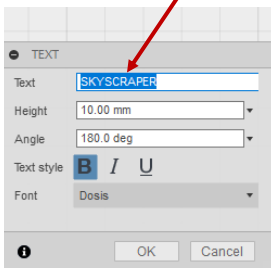 TEXT
Text SKYSCRAPER
Height 10.00 mm
Angle 180.0 deg
Text style B I U
Font Dosis
OK Cancel